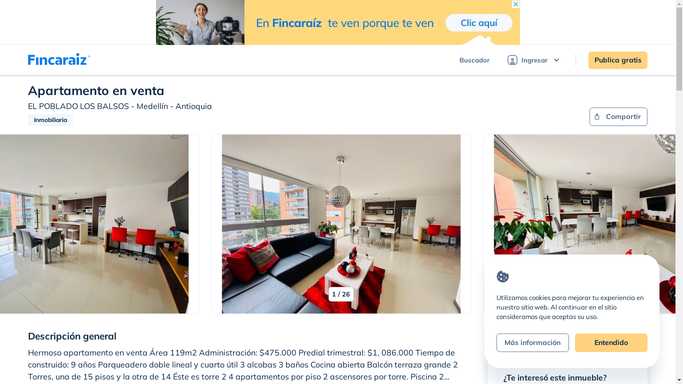 En Fincaraíz te ven porque te ven
Clic aquí
Fincaraiz
Buscador
Ingresar
Publica gratis
Apartamento en venta
EL POBLADO LOS BALSOS - Medellín - Antioquia
Inmobiliaria
Compartir
1 / 26
Utilizamos cookies para mejorar tu experiencia en
nuestro sitio web. Al continuar en el sitio
consideramos que aceptas su uso.
Más información
Entendido
Descripción general
Hermoso apartamento en venta Área 119m2 Administración: $475.000 Predial trimestral: $1, 086.000 Tiempo de
construido: 9 años Parqueadero doble lineal y cuarto útil 3 alcobas 3 baños Cocina abierta Balcón terraza grande 2
Torres, una de 15 pisos y la otra de 14 Éste es torre 2 4 apartamentos por piso 2 ascensores por torre. Piscina 2...
¿Te interesó este inmueble?